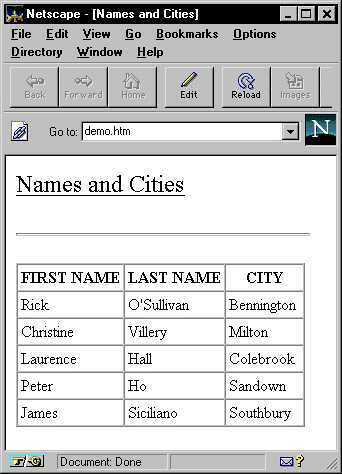 Netscape - [Names and Cities]
File Edit View Go Bookmarks Options
Directory Window Help
Back Forward Home Edit Reload Images
Go to: demo.htm N
Names and Cities
FIRST NAME LAST NAME CITY
Rick O'Sullivan Bennington
Christine Villery Milton
Laurence Hall Colebrook
Peter Ho Sandown
James Siciliano Southbury
Document: Done ?